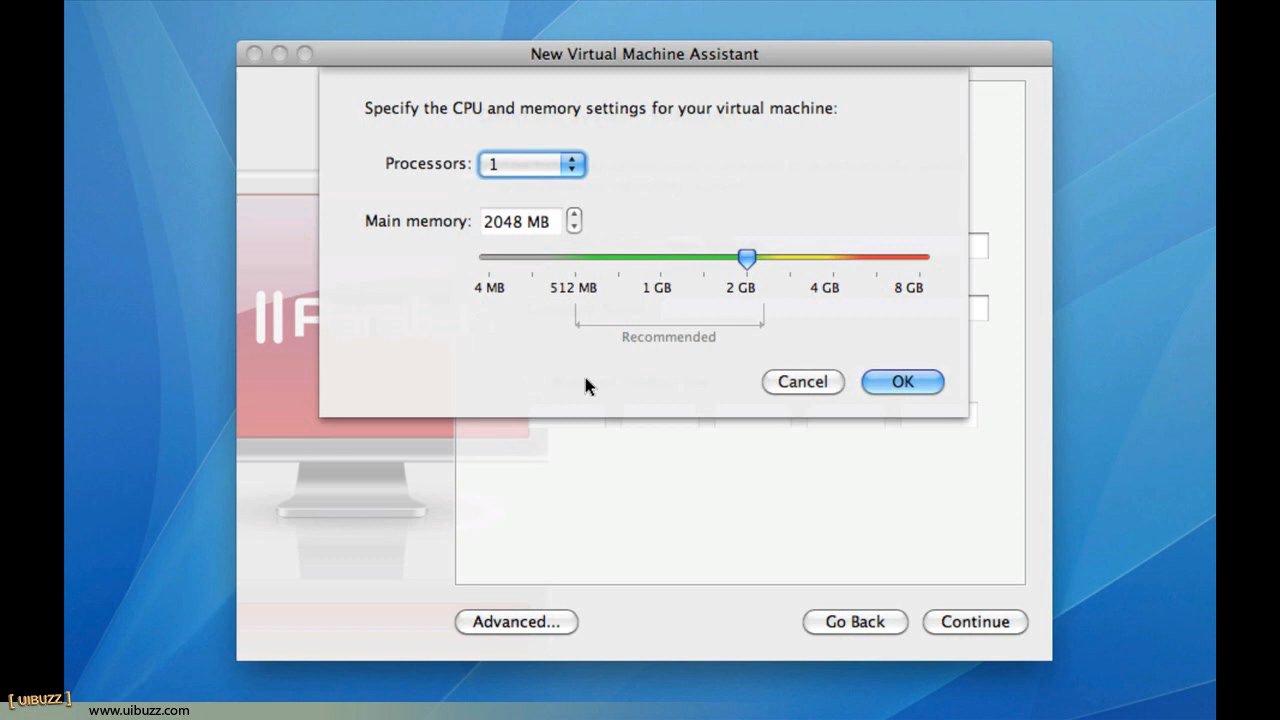 New Virtual Machine Assistant
Specify the CPU and memory settings for your virtual machine:
Processors: 1
Main memory: 2048 MB
4 MB 512 MB 1 GB 2 GB 4 GB 8 GB
Recommended
Cancel OK
Advanced... Go Back Continue
[ UIBUZZ ]
www.uibuzz.com